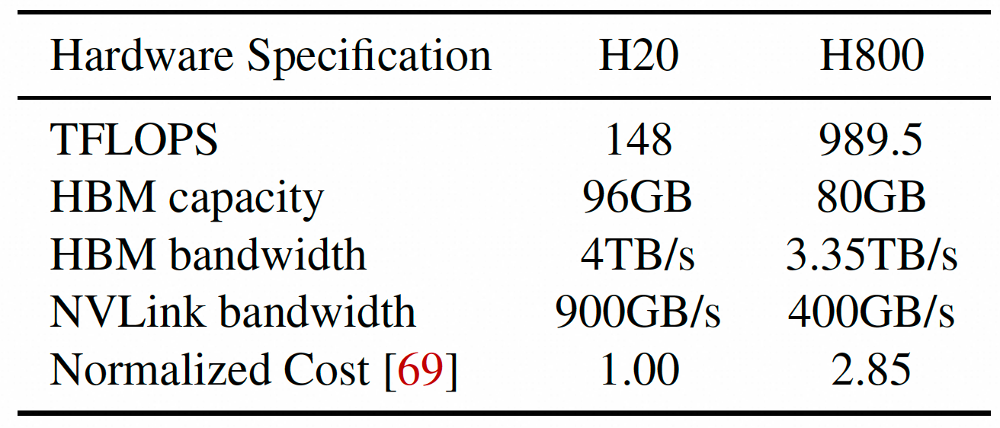 Hardware Specification H20 H800
TFLOPS 148 989.5
HBM capacity 96GB 80GB
HBM bandwidth 4TB/s 3.35TB/s
NVLink bandwidth 900GB/s 400GB/s
Normalized Cost [69] 1.00 2.85